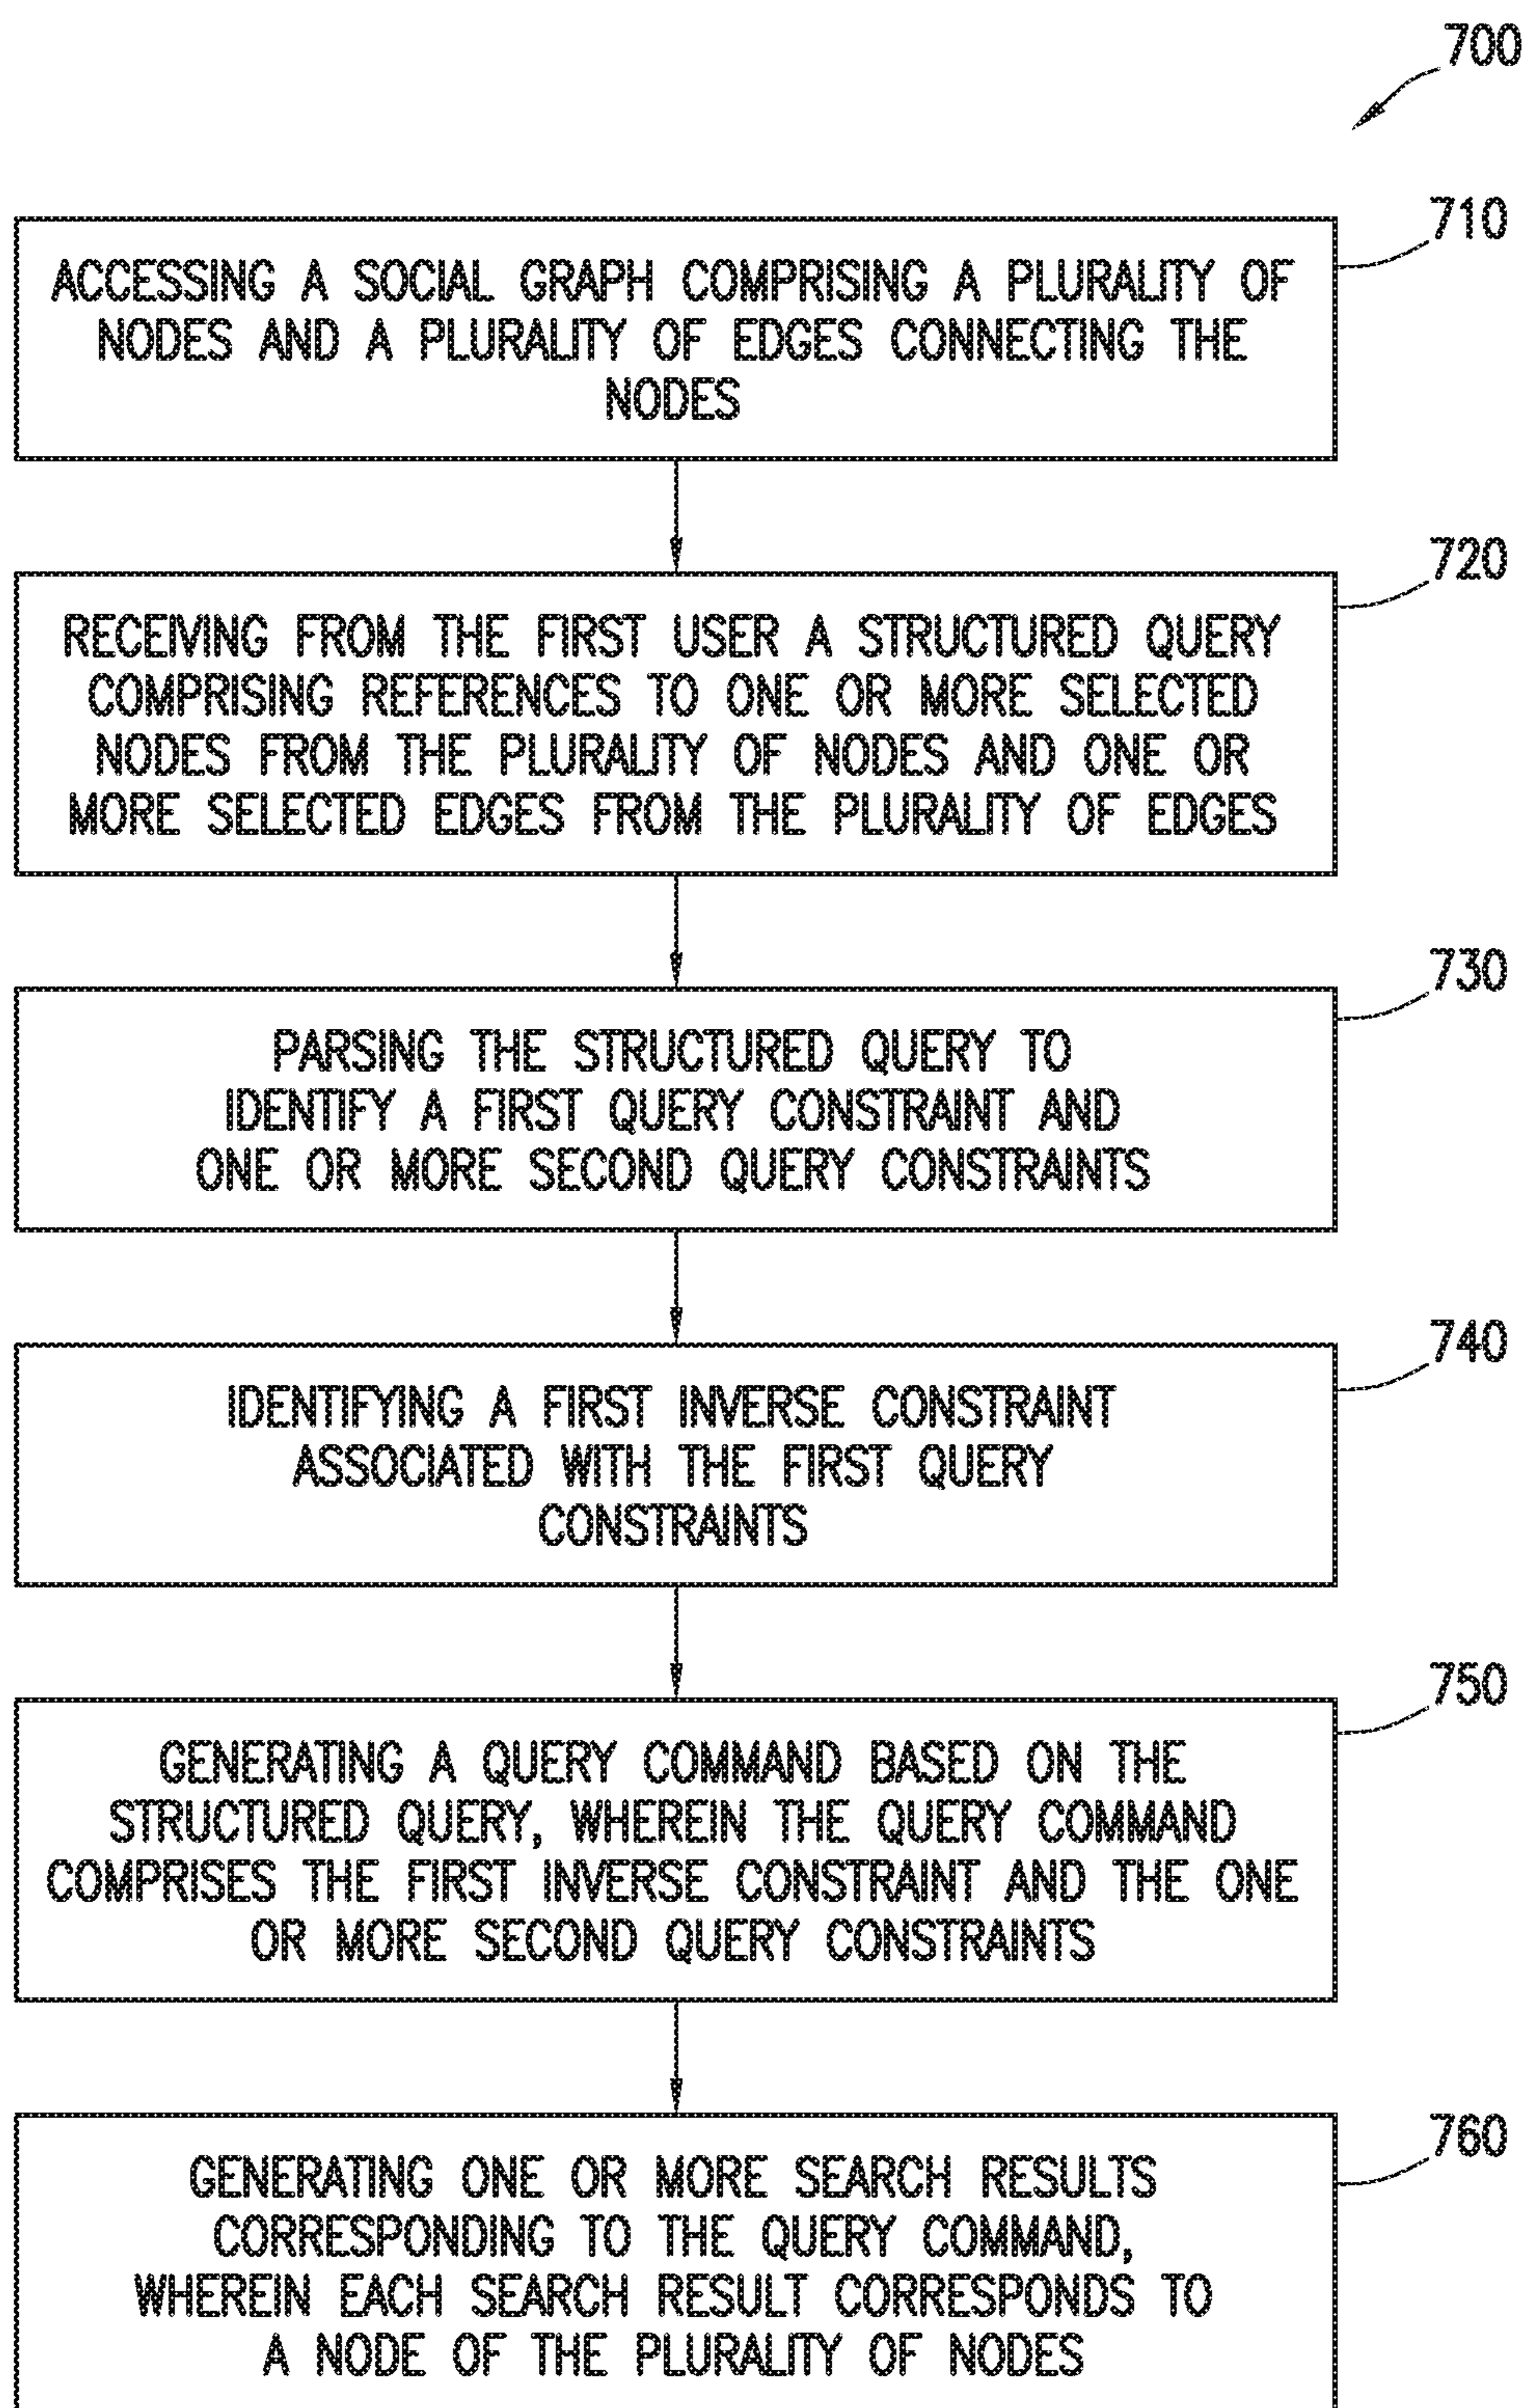 700
710
ACCESSING A SOCIAL GRAPH COMPRISING A PLURALITY OF
NODES AND A PLURALITY OF EDGES CONNECTING THE
NODES
720
RECEIVING FROM THE FIRST USER A STRUCTURED QUERY
COMPRISING REFERENCES TO ONE OR MORE SELECTED
NODES FROM THE PLURALITY OF NODES AND ONE OR
MORE SELECTED EDGES FROM THE PLURALITY OF EDGES
730
PARSING THE STRUCTURED QUERY TO
IDENTIFY A FIRST QUERY CONSTRAINT AND
ONE OR MORE SECOND QUERY CONSTRAINTS
740
IDENTIFYING A FIRST INVERSE CONSTRAINT
ASSOCIATED WITH THE FIRST QUERY
CONSTRAINTS
750
GENERATING A QUERY COMMAND BASED ON THE
STRUCTURED QUERY, WHEREIN THE QUERY COMMAND
COMPRISES THE FIRST INVERSE CONSTRAINT AND THE ONE
OR MORE SECOND QUERY CONSTRAINTS
760
GENERATING ONE OR MORE SEARCH RESULTS
CORRESPONDING TO THE QUERY COMMAND,
WHEREIN EACH SEARCH RESULT CORRESPONDS TO
A NODE OF THE PLURALITY OF NODES